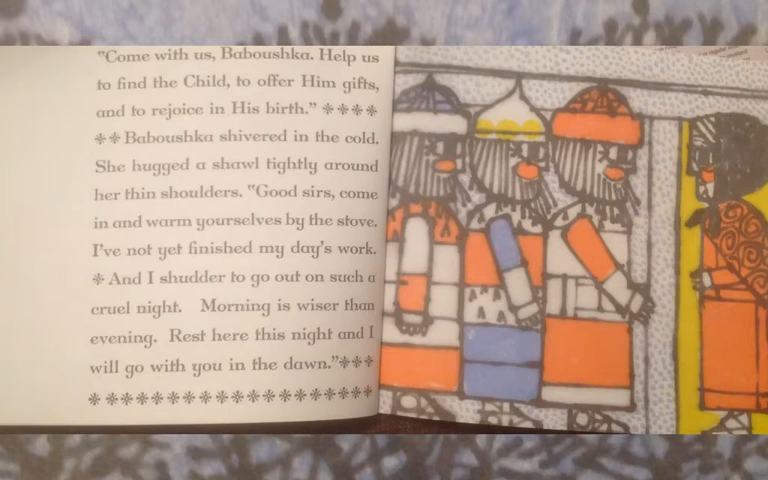 "Come with us, Baboushka. Help us
to find the Child, to offer Him gifts,
and to rejoice in His birth." ❋❋❋❋
❋❋Baboushka shivered in the cold.
She hugged a shawl tightly around
her thin shoulders. "Good sirs, come
in and warm yourselves by the stove.
I've not yet finished my day's work.
❋And I shudder to go out on such a
cruel night. Morning is wiser than
evening. Rest here this night and I
will go with you in the dawn."❋❋❋
❋❋❋❋❋❋❋❋❋❋❋❋❋❋❋❋❋❋